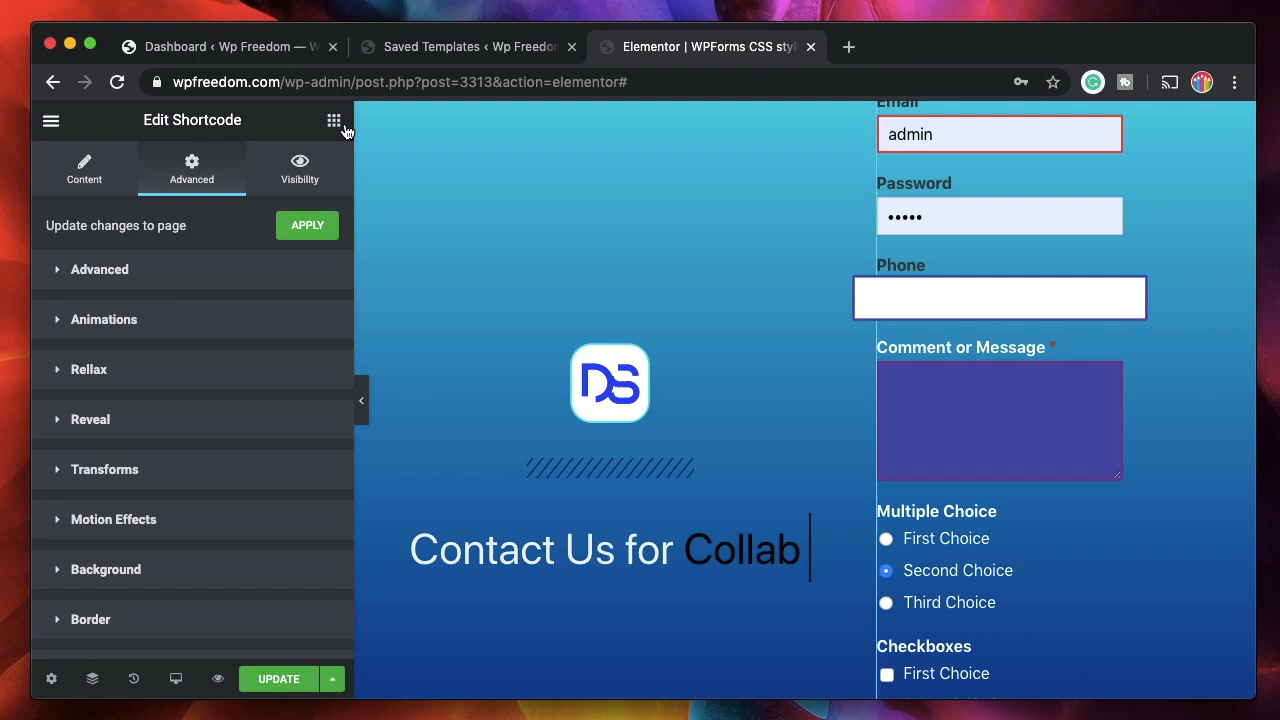 Dashboard ‹ Wp Freedom — W
Saved Templates ‹ Wp Freedom
Elementor | WPForms CSS styl
wpfreedom.com/wp-admin/post.php?post=3313&action=elementor#
Edit Shortcode
Content
Advanced
Visibility
Update changes to page
APPLY
Advanced
Animations
Rellax
Reveal
Transforms
Motion Effects
Background
Border
UPDATE
DS
Contact Us for Collab
Email
admin
Password
•••••
Phone
Comment or Message *
Multiple Choice
First Choice
Second Choice
Third Choice
Checkboxes
First Choice